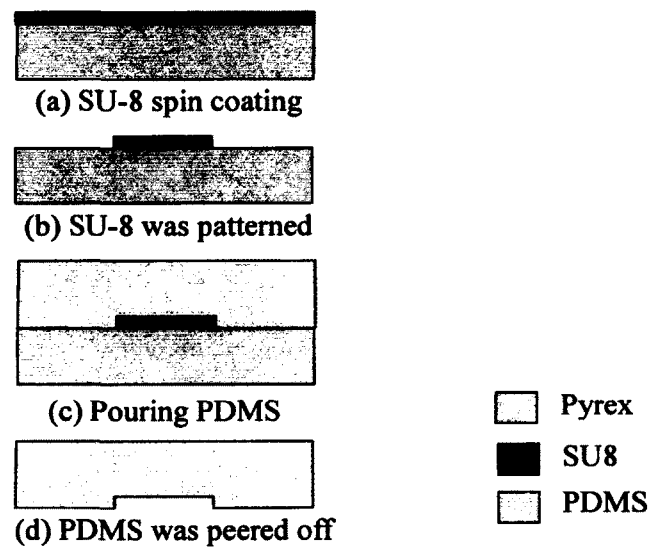 (a) SU-8 spin coating
(b) SU-8 was patterned
(c) Pouring PDMS
(d) PDMS was peered off
Pyrex
SU8
PDMS